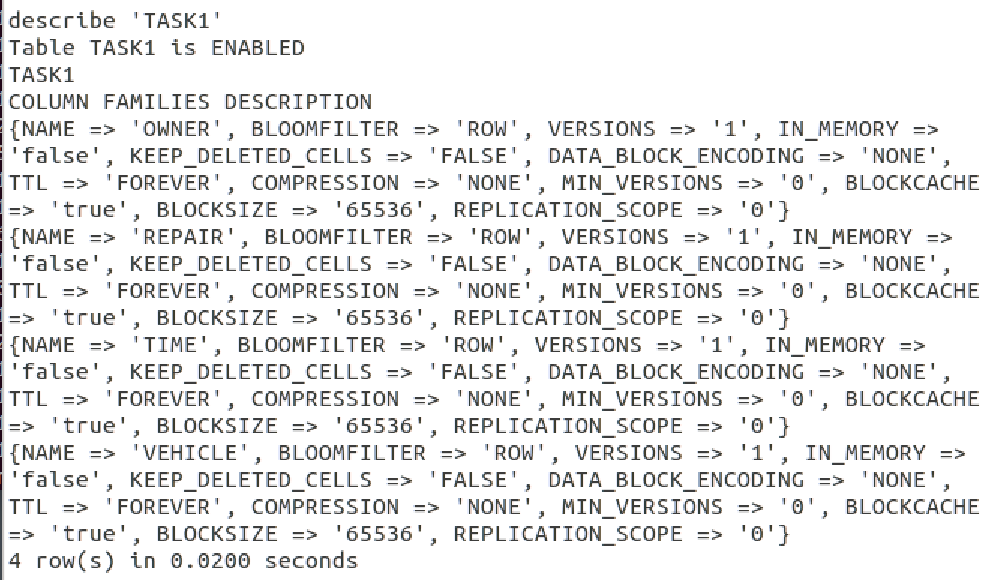 describe 'TASK1'
Table TASK1 is ENABLED
TASK1
COLUMN FAMILIES DESCRIPTION
{NAME => 'OWNER', BLOOMFILTER => 'ROW', VERSIONS => '1', IN_MEMORY =>
'false', KEEP_DELETED_CELLS => 'FALSE', DATA_BLOCK_ENCODING => 'NONE',
TTL => 'FOREVER', COMPRESSION => 'NONE', MIN_VERSIONS => '0', BLOCKCACHE
=> 'true', BLOCKSIZE => '65536', REPLICATION_SCOPE => '0'}
{NAME => 'REPAIR', BLOOMFILTER => 'ROW', VERSIONS => '1', IN_MEMORY =>
'false', KEEP_DELETED_CELLS => 'FALSE', DATA_BLOCK_ENCODING => 'NONE',
TTL => 'FOREVER', COMPRESSION => 'NONE', MIN_VERSIONS => '0', BLOCKCACHE
=> 'true', BLOCKSIZE => '65536', REPLICATION_SCOPE => '0'}
{NAME => 'TIME', BLOOMFILTER => 'ROW', VERSIONS => '1', IN_MEMORY =>
'false', KEEP_DELETED_CELLS => 'FALSE', DATA_BLOCK_ENCODING => 'NONE',
TTL => 'FOREVER', COMPRESSION => 'NONE', MIN_VERSIONS => '0', BLOCKCACHE
=> 'true', BLOCKSIZE => '65536', REPLICATION_SCOPE => '0'}
{NAME => 'VEHICLE', BLOOMFILTER => 'ROW', VERSIONS => '1', IN_MEMORY =>
'false', KEEP_DELETED_CELLS => 'FALSE', DATA_BLOCK_ENCODING => 'NONE',
TTL => 'FOREVER', COMPRESSION => 'NONE', MIN_VERSIONS => '0', BLOCKCACHE
=> 'true', BLOCKSIZE => '65536', REPLICATION_SCOPE => '0'}
4 row(s) in 0.0200 seconds